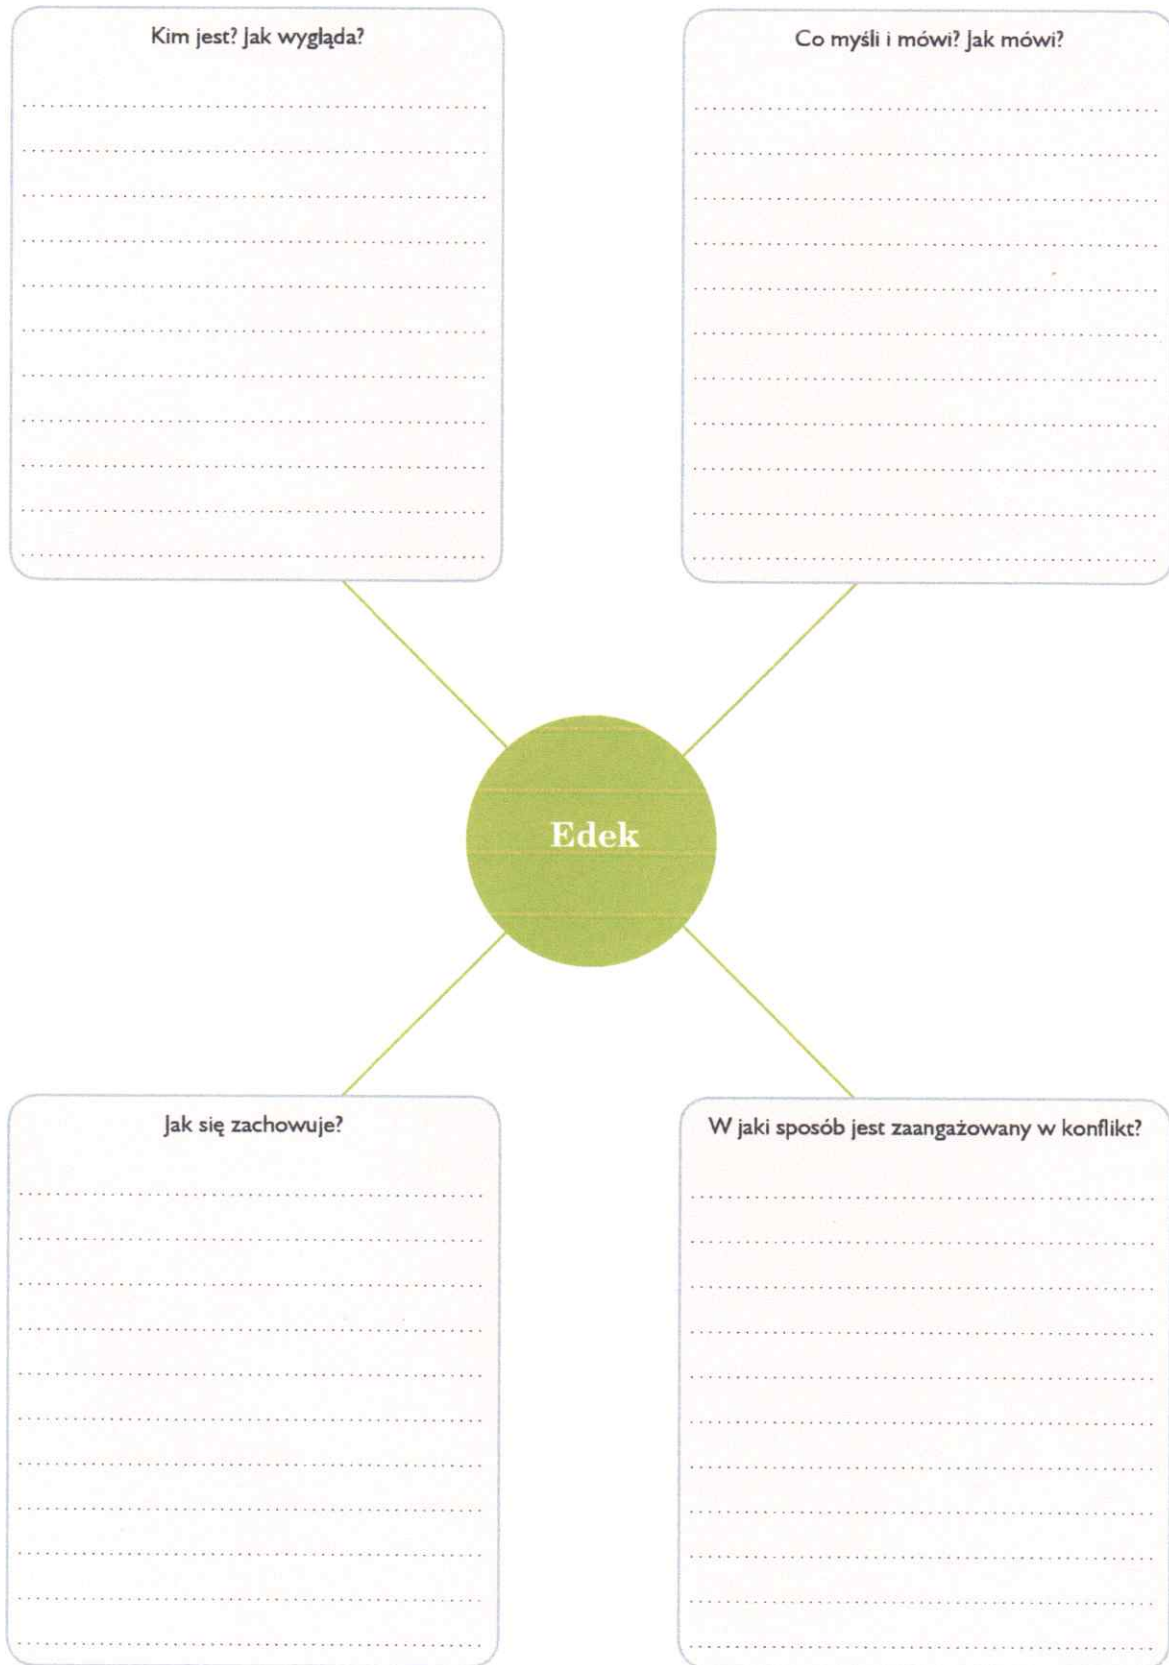 Kim jest? Jak wygląda?
Co myśli i mówi? Jak mówi?
Edek
Jak się zachowuje?
W jaki sposób jest zaangażowany w konflikt?